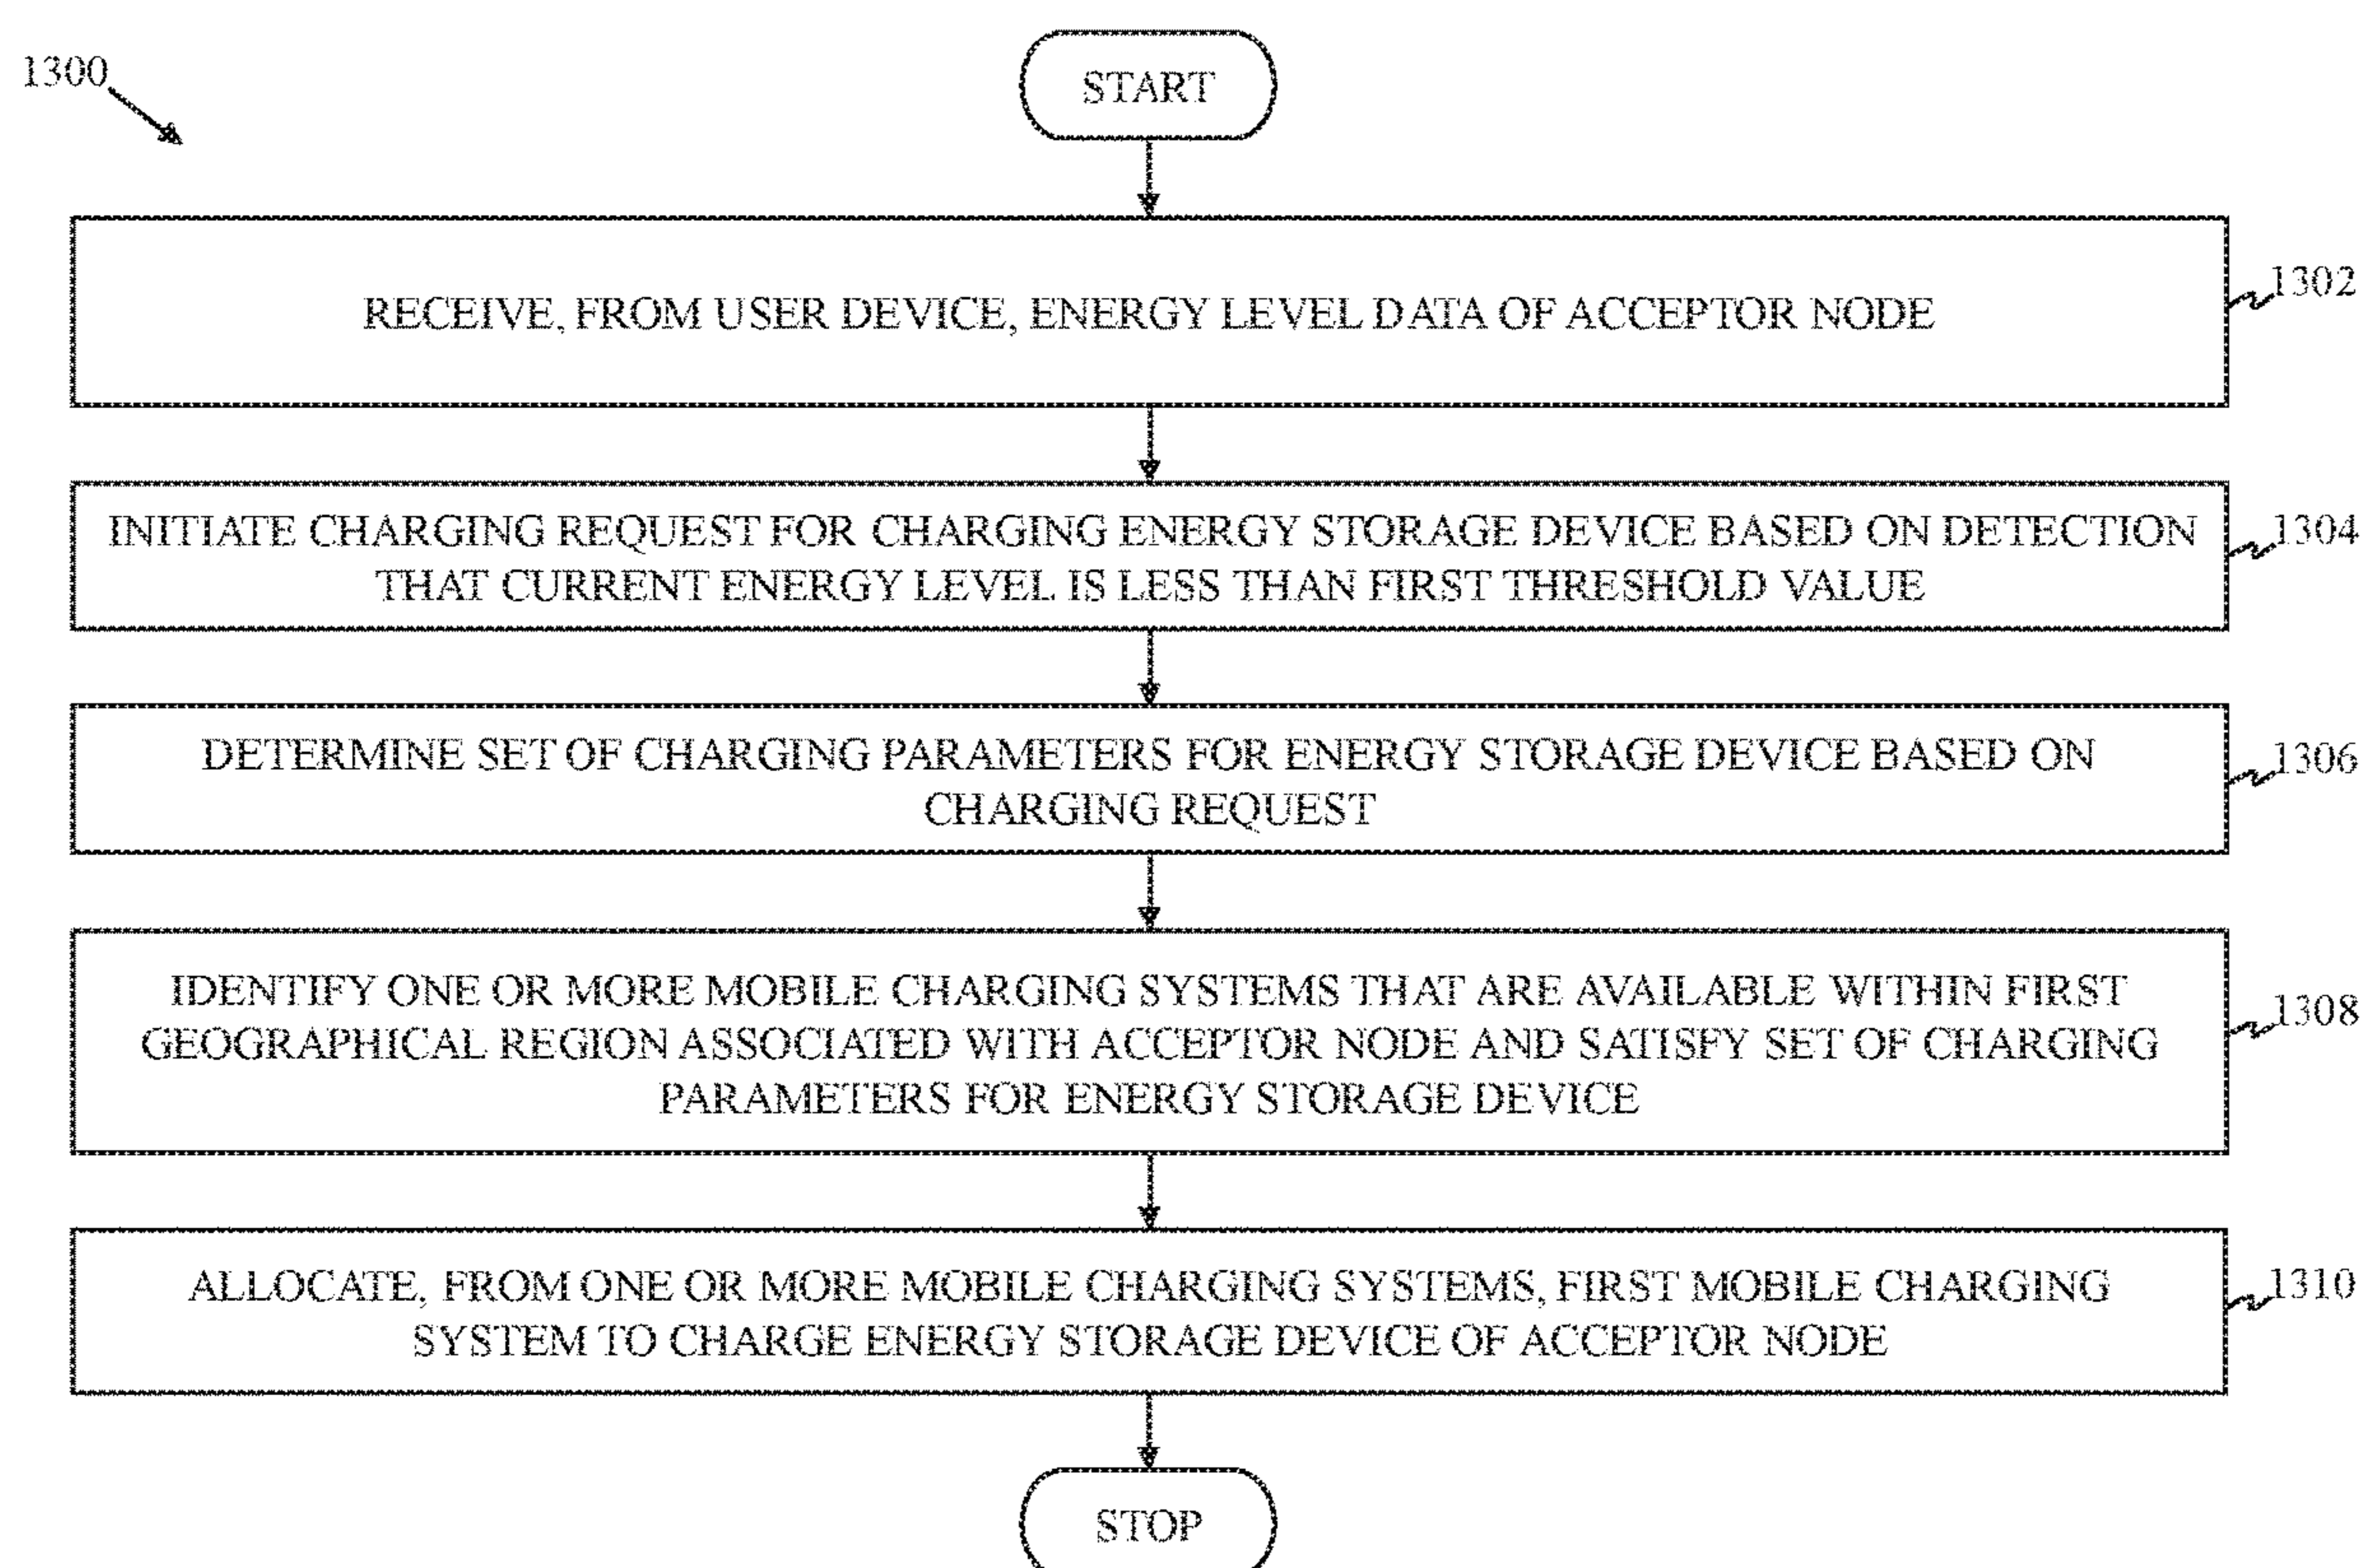 1300
START
RECEIVE, FROM USER DEVICE, ENERGY LEVEL DATA OF ACCEPTOR NODE
1302
INITIATE CHARGING REQUEST FOR CHARGING ENERGY STORAGE DEVICE BASED ON DETECTION
THAT CURRENT ENERGY LEVEL IS LESS THAN FIRST THRESHOLD VALUE
1304
DETERMINE SET OF CHARGING PARAMETERS FOR ENERGY STORAGE DEVICE BASED ON
CHARGING REQUEST
1306
IDENTIFY ONE OR MORE MOBILE CHARGING SYSTEMS THAT ARE AVAILABLE WITHIN FIRST
GEOGRAPHICAL REGION ASSOCIATED WITH ACCEPTOR NODE AND SATISFY SET OF CHARGING
PARAMETERS FOR ENERGY STORAGE DEVICE
1308
ALLOCATE, FROM ONE OR MORE MOBILE CHARGING SYSTEMS, FIRST MOBILE CHARGING
SYSTEM TO CHARGE ENERGY STORAGE DEVICE OF ACCEPTOR NODE
1310
STOP